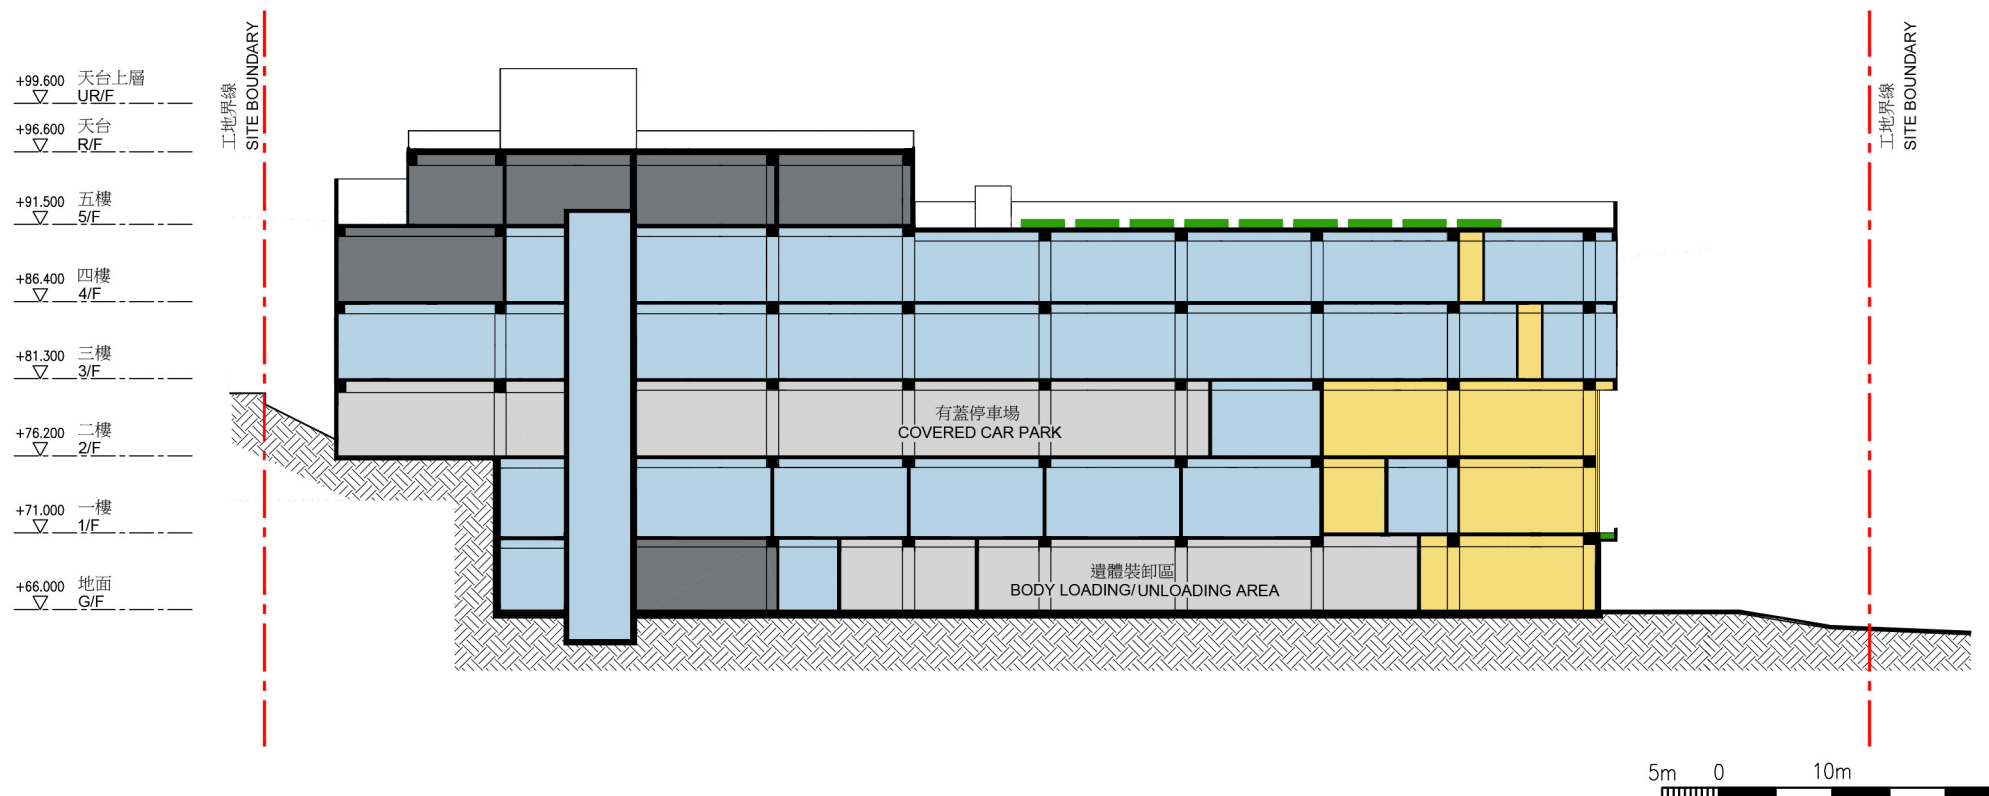 +99.600 天台上層
UR/F
+96.600 天台
R/F
+91.500 五樓
5/F
+86.400 四樓
4/F
+81.300 三樓
3/F
+76.200 二樓
2/F
+71.000 一樓
1/F
+66.000 地面
G/F
工地界線
SITE BOUNDARY
有蓋停車場
COVERED CAR PARK
遺體裝卸區
BODY LOADING/UNLOADING AREA
工地界線
SITE BOUNDARY
5m 0 10m